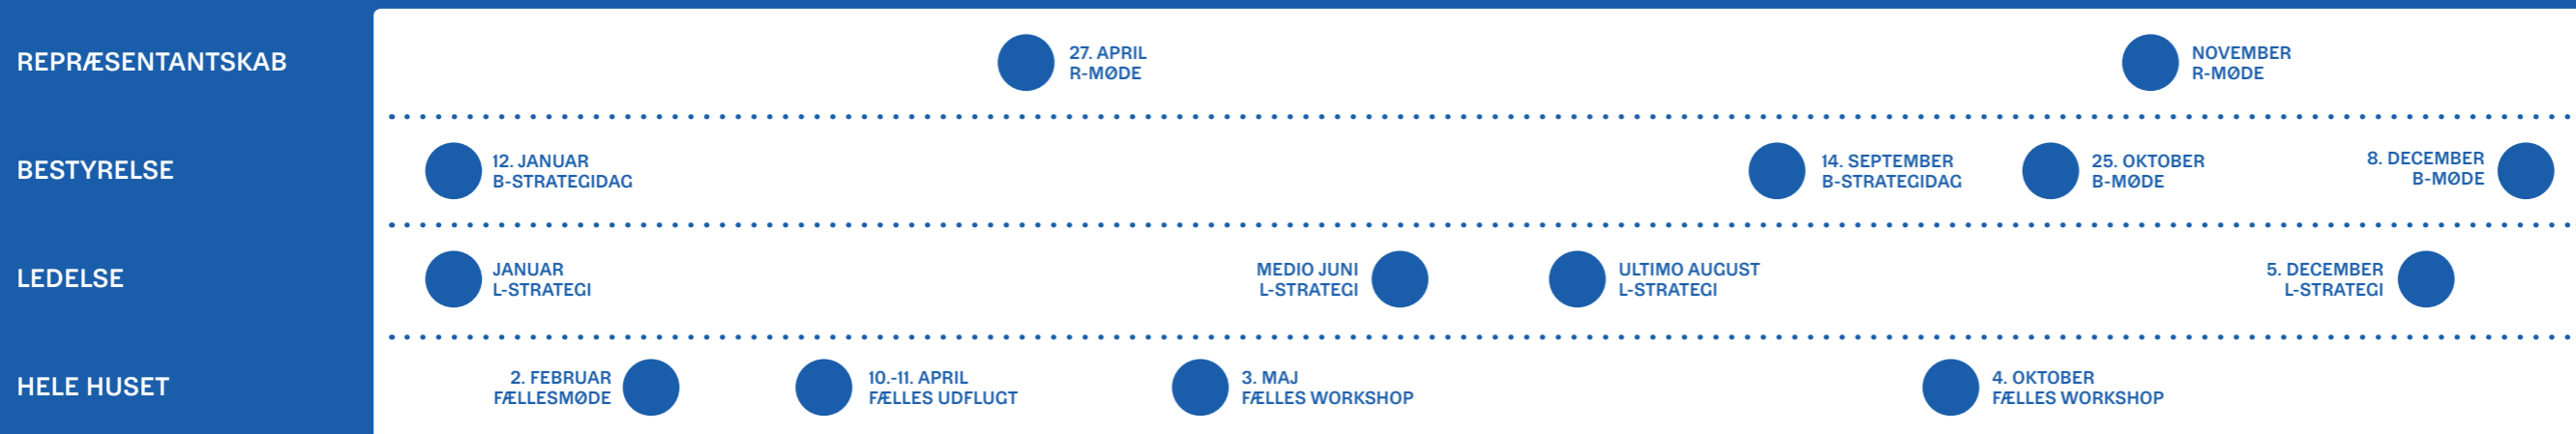 REPRÆSENTANTSKAB
27. APRIL
R-MØDE
NOVEMBER
R-MØDE
BESTYRELSE
12. JANUAR
B-STRATEGIDAG
14. SEPTEMBER
B-STRATEGIDAG
25. OKTOBER
B-MØDE
8. DECEMBER
B-MØDE
LEDELSE
JANUAR
L-STRATEGI
MEDIO JUNI
L-STRATEGI
ULTIMO AUGUST
L-STRATEGI
5. DECEMBER
L-STRATEGI
HELE HUSET
2. FEBRUAR
FÆLLESMØDE
10.-11. APRIL
FÆLLES UDFLUGT
3. MAJ
FÆLLES WORKSHOP
4. OKTOBER
FÆLLES WORKSHOP